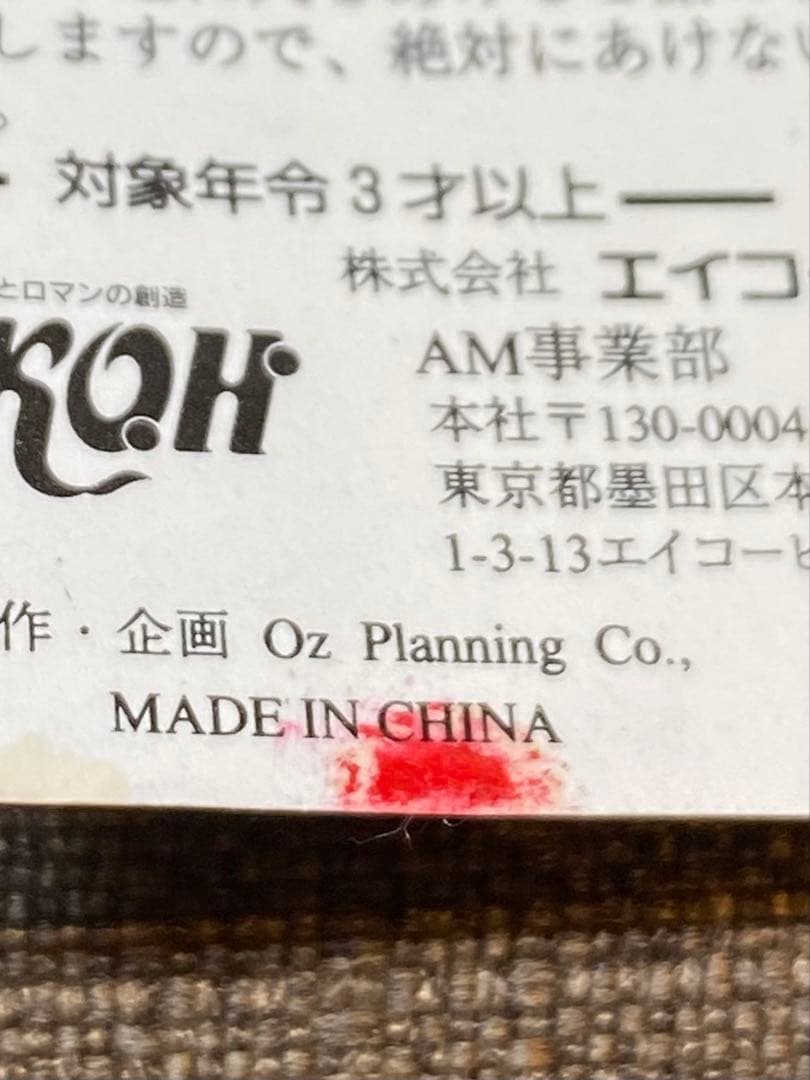 しますので、絶対にあけな
。
対象年令3才以上
株式会社 エイコ
とロマンの創造
KOH
AM事業部
本社〒130-0004
東京都墨田区本
1-3-13エイコービ
作・企画 Oz Planning Co.,
MADE IN CHINA